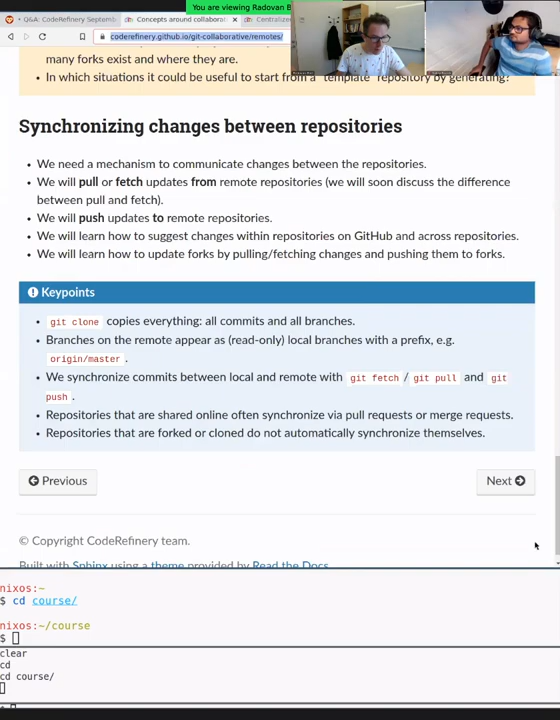 You are viewing Radovan B
Q&A: CodeRefinery Septemb
Concepts around collabora
Centralized
codrefinery.github.io/git-collaborative/remotes/
many forks exist and where they are.
In which situations it could be useful to start from a "template" repository by generating?
Synchronizing changes between repositories
We need a mechanism to communicate changes between the repositories.
We will pull or fetch updates from remote repositories (we will soon discuss the difference
between pull and fetch).
We will push updates to remote repositories.
We will learn how to suggest changes within repositories on GitHub and across repositories.
We will learn how to update forks by pulling/fetching changes and pushing them to forks.
Keypoints
git clone copies everything: all commits and all branches.
Branches on the remote appear as (read-only) local branches with a prefix, e.g.
origin/master .
We synchronize commits between local and remote with git fetch / git pull and git
push .
Repositories that are shared online often synchronize via pull requests or merge requests.
Repositories that are forked or cloned do not automatically synchronize themselves.
Previous
Next
© Copyright CodeRefinery team.
Built with Sphinx using a theme provided by Read the Docs
nixos:~
$ cd course/
nixos:~/course
$
clear
cd
cd course/